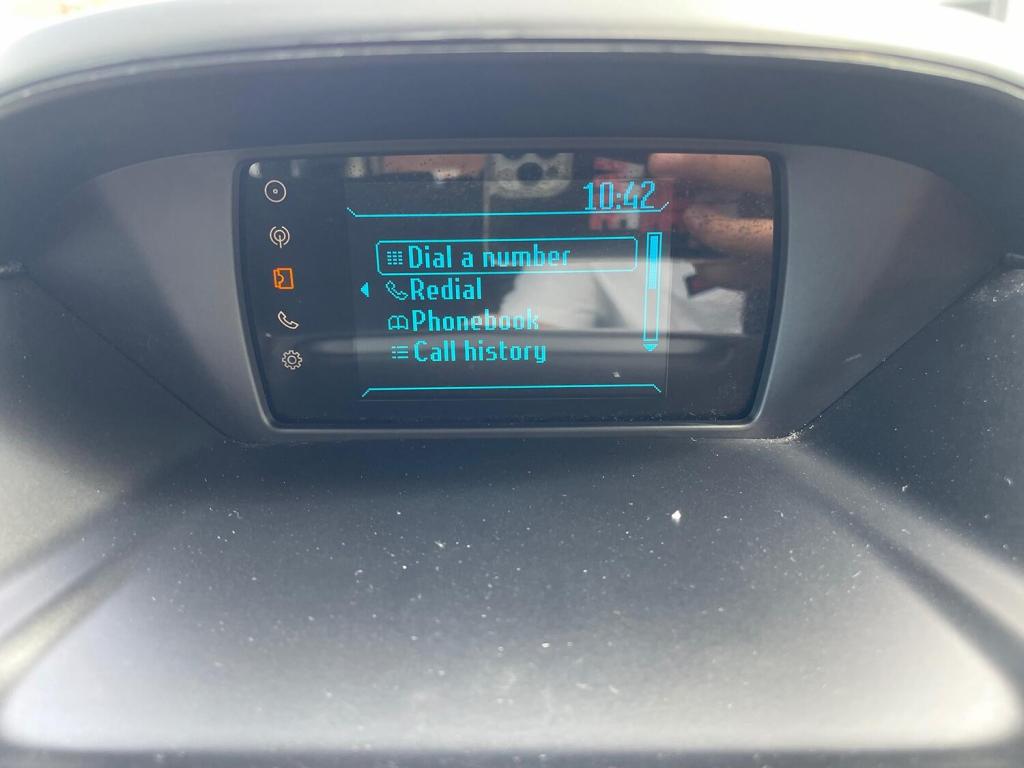 10:42
Dial a number
Redial
Phonebook
Call history